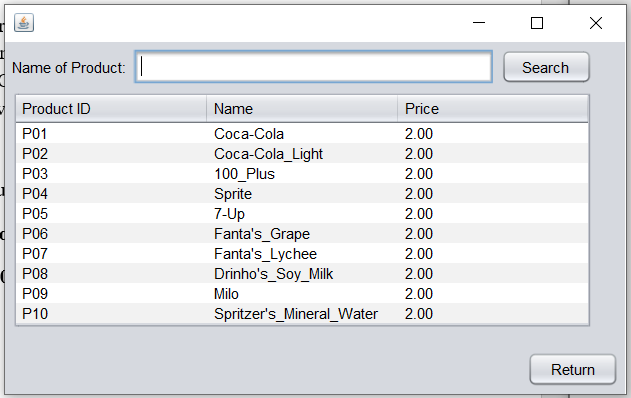 Name of Product: Search
Product ID Name Price
P01 Coca-Cola 2.00
P02 Coca-Cola_Light 2.00
P03 100_Plus 2.00
P04 Sprite 2.00
P05 7-Up 2.00
P06 Fanta's_Grape 2.00
P07 Fanta's_Lychee 2.00
P08 Drinho's_Soy_Milk 2.00
P09 Milo 2.00
P10 Spritzer's_Mineral_Water 2.00
Return